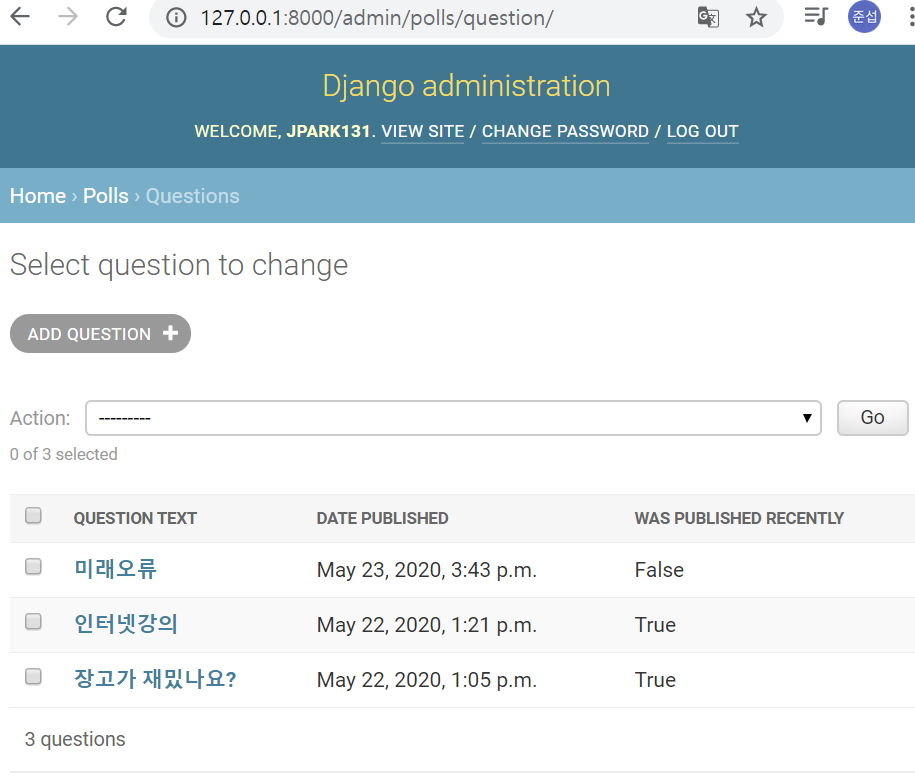 127.0.0.1:8000/admin/polls/question/
준섭
Django administration
WELCOME, JPARK131. VIEW SITE / CHANGE PASSWORD / LOG OUT
Home › Polls › Questions
Select question to change
ADD QUESTION +
Action: --------- Go
0 of 3 selected
QUESTION TEXT DATE PUBLISHED WAS PUBLISHED RECENTLY
미래오류 May 23, 2020, 3:43 p.m. False
인터넷강의 May 22, 2020, 1:21 p.m. True
장고가 재밌나요? May 22, 2020, 1:05 p.m. True
3 questions